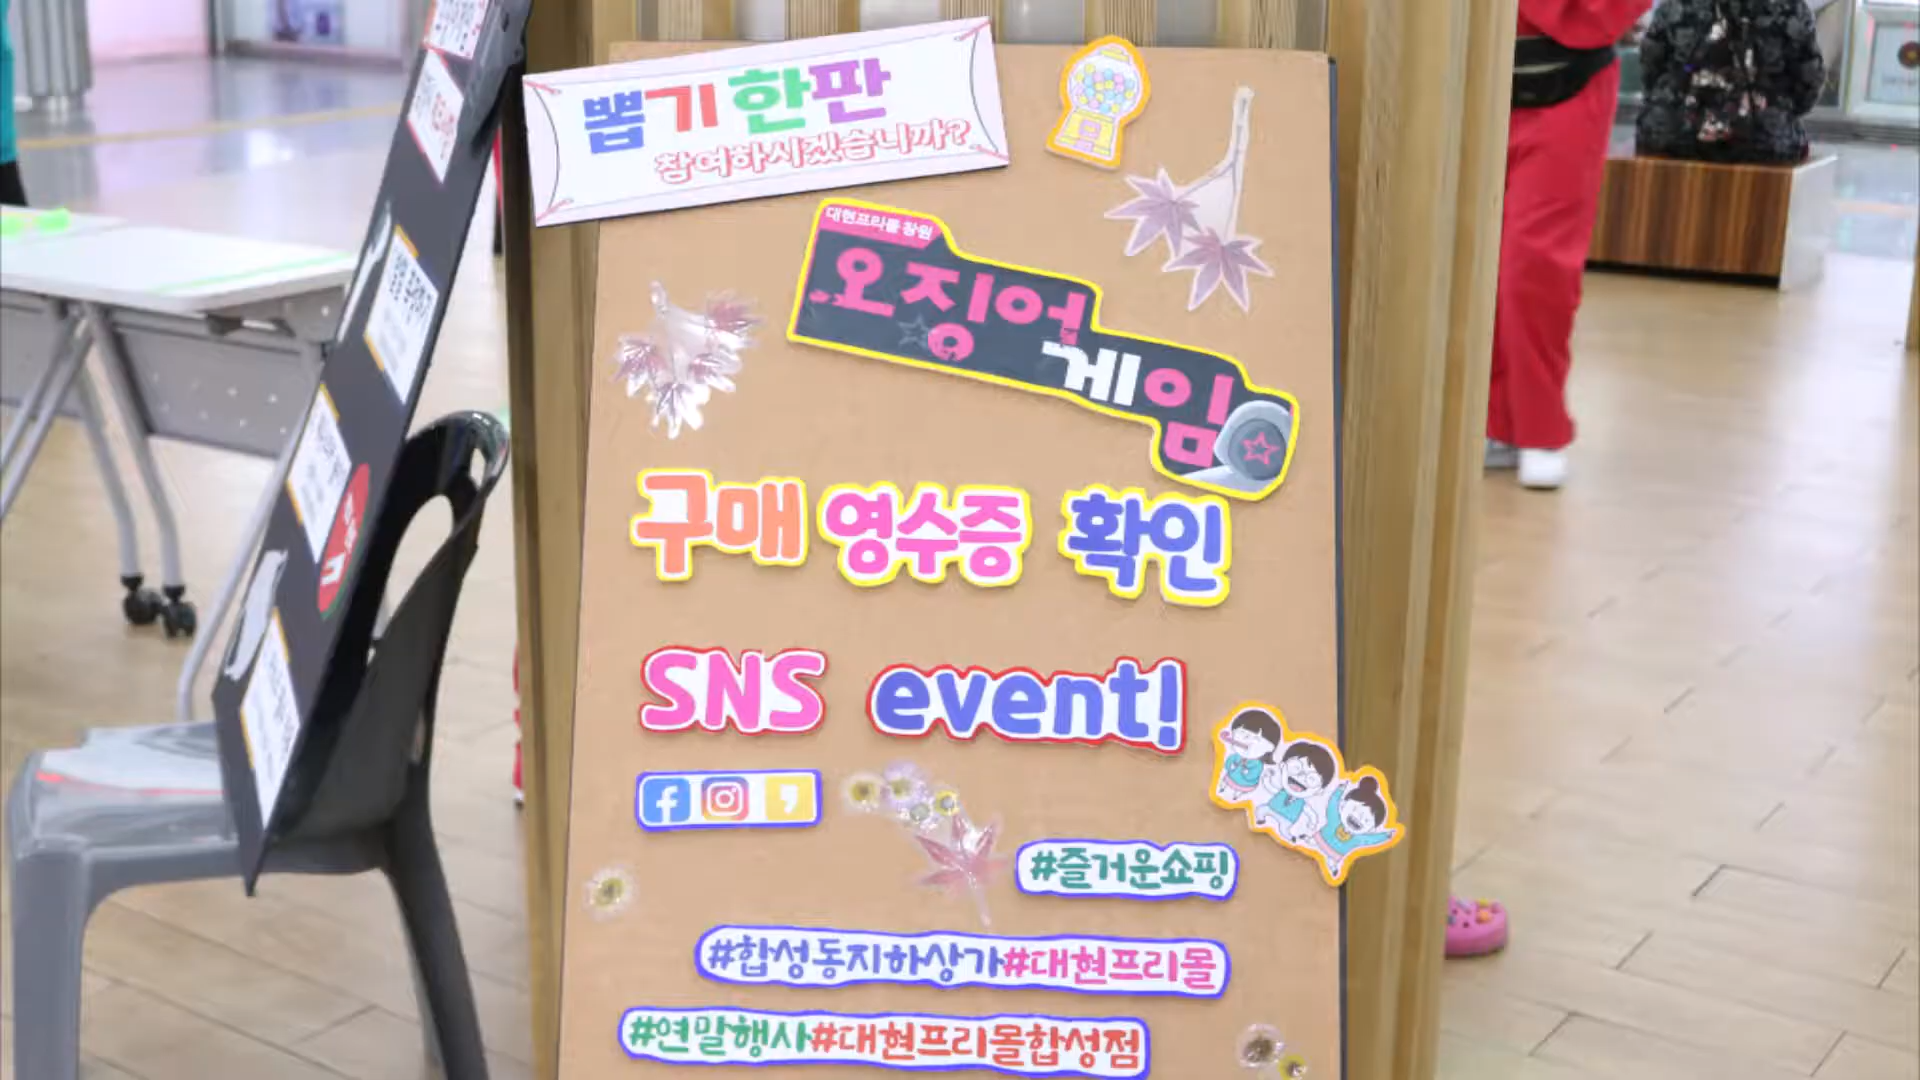 뽑기 한판
참여하시겠습니까?
대현프리몰 창원
오징어
게임
구매 영수증 확인
SNS event!
#즐거운쇼핑
#합성동지하상가#대현프리몰
#연말행사#대현프리몰합성점